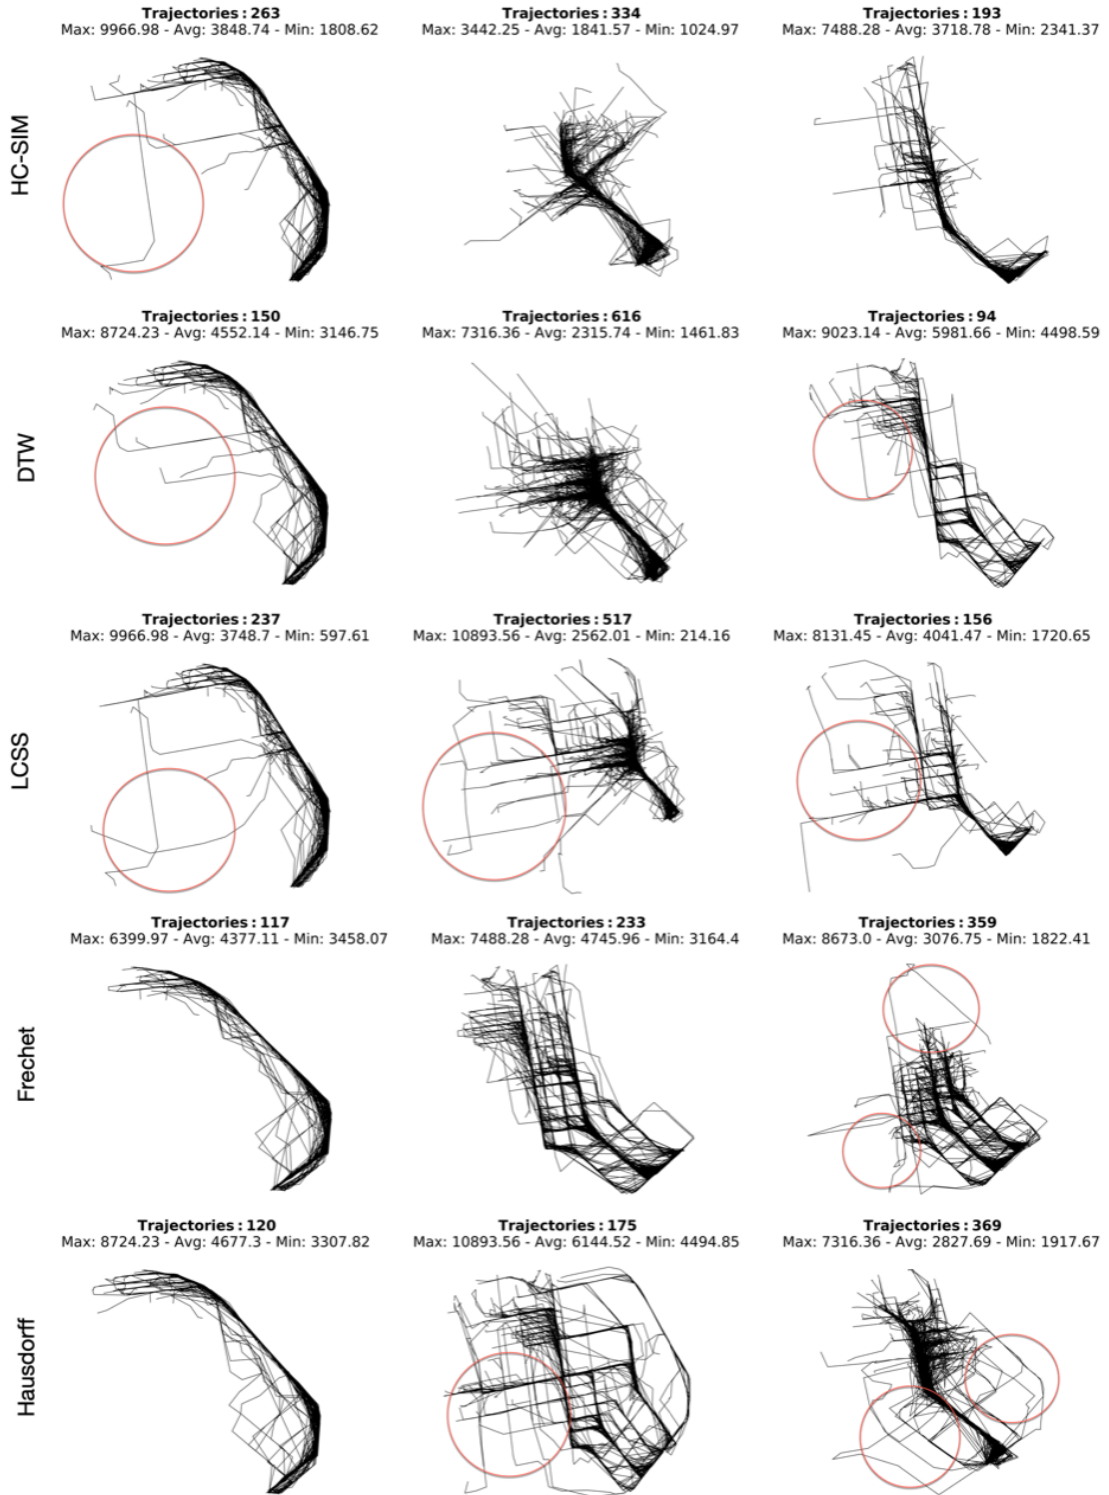 Trajectories: 263
Max: 9966.98 - Avg: 3848.74 - Min: 1808.62
Trajectories: 334
Max: 3442.25 - Avg: 1841.57 - Min: 1024.97
Trajectories: 193
Max: 7488.28 - Avg: 3718.78 - Min: 2341.37
HC-SIM
Trajectories: 150
Max: 8724.23 - Avg: 4552.14 - Min: 3146.75
Trajectories: 616
Max: 7316.36 - Avg: 2315.74 - Min: 1461.83
Trajectories: 94
Max: 9023.14 - Avg: 5981.66 - Min: 4498.59
DTW
Trajectories: 237
Max: 9966.98 - Avg: 3748.7 - Min: 597.61
Trajectories: 517
Max: 10893.56 - Avg: 2562.01 - Min: 214.16
Trajectories: 156
Max: 8131.45 - Avg: 4041.47 - Min: 1720.65
LCSS
Trajectories: 117
Max: 6399.97 - Avg: 4377.11 - Min: 3458.07
Trajectories: 233
Max: 7488.28 - Avg: 4745.96 - Min: 3164.4
Trajectories: 359
Max: 8673.0 - Avg: 3076.75 - Min: 1822.41
Frechet
Trajectories: 120
Max: 8724.23 - Avg: 4677.3 - Min: 3307.82
Trajectories: 175
Max: 10893.56 - Avg: 6144.52 - Min: 4494.85
Trajectories: 369
Max: 7316.36 - Avg: 2827.69 - Min: 1917.67
Hausdorff